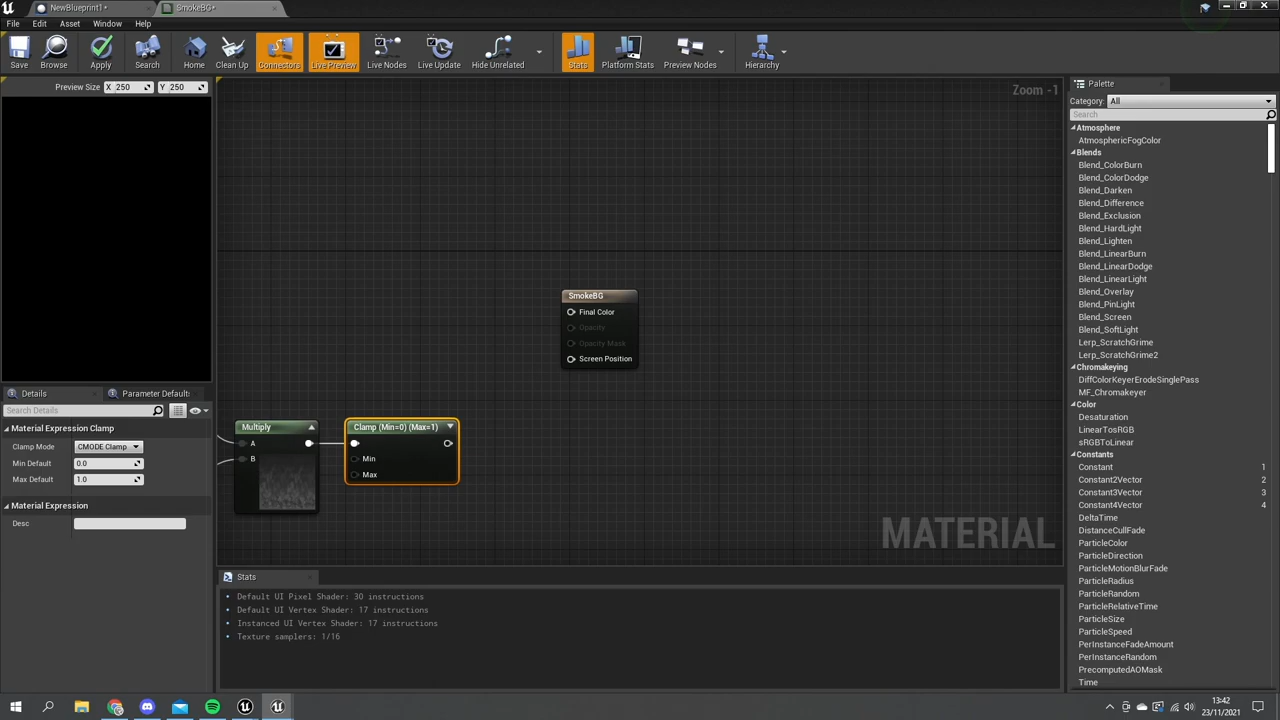 NewBlueprint1*
SmokeBG*
File Edit Asset Window Help
Save Browse Apply Search Home Clean Up Connectors Live Preview Live Nodes Live Update Hide Unrelated Stats Platform Stats Preview Nodes Hierarchy
Preview Size X 250 Y 250
Zoom -1
Palette
Category: All
Search
Atmosphere
AtmosphericFogColor
Blends
Blend_ColorBurn
Blend_ColorDodge
Blend_Darken
Blend_Difference
Blend_Exclusion
Blend_HardLight
Blend_Lighten
Blend_LinearBurn
Blend_LinearDodge
Blend_LinearLight
Blend_Overlay
Blend_PinLight
Blend_Screen
Blend_SoftLight
Lerp_ScratchGrime
Lerp_ScratchGrime2
Chromakeying
DiffColorKeyerErodeSinglePass
MF_Chromakeyer
Color
Desaturation
LinearTosRGB
sRGBToLinear
Constants
Constant 1
Constant2Vector 2
Constant3Vector 3
Constant4Vector 4
DeltaTime
DistanceCullFade
ParticleColor
ParticleDirection
ParticleMotionBlurFade
ParticleRadius
ParticleRandom
ParticleRelativeTime
ParticleSize
ParticleSpeed
PerInstanceFadeAmount
PerInstanceRandom
PrecomputedAOMask
Time
SmokeBG
Final Color
Opacity
Opacity Mask
Screen Position
Multiply
A
B
Clamp (Min=0) (Max=1)
Min
Max
MATERIAL
Details
Parameter Default
Search Details
Material Expression Clamp
Clamp Mode CMODE Clamp
Min Default 0.0
Max Default 1.0
Material Expression
Desc
Stats
Default UI Pixel Shader: 30 instructions
Default UI Vertex Shader: 17 instructions
Instanced UI Vertex Shader: 17 instructions
Texture samplers: 1/16
13:42
23/11/2021